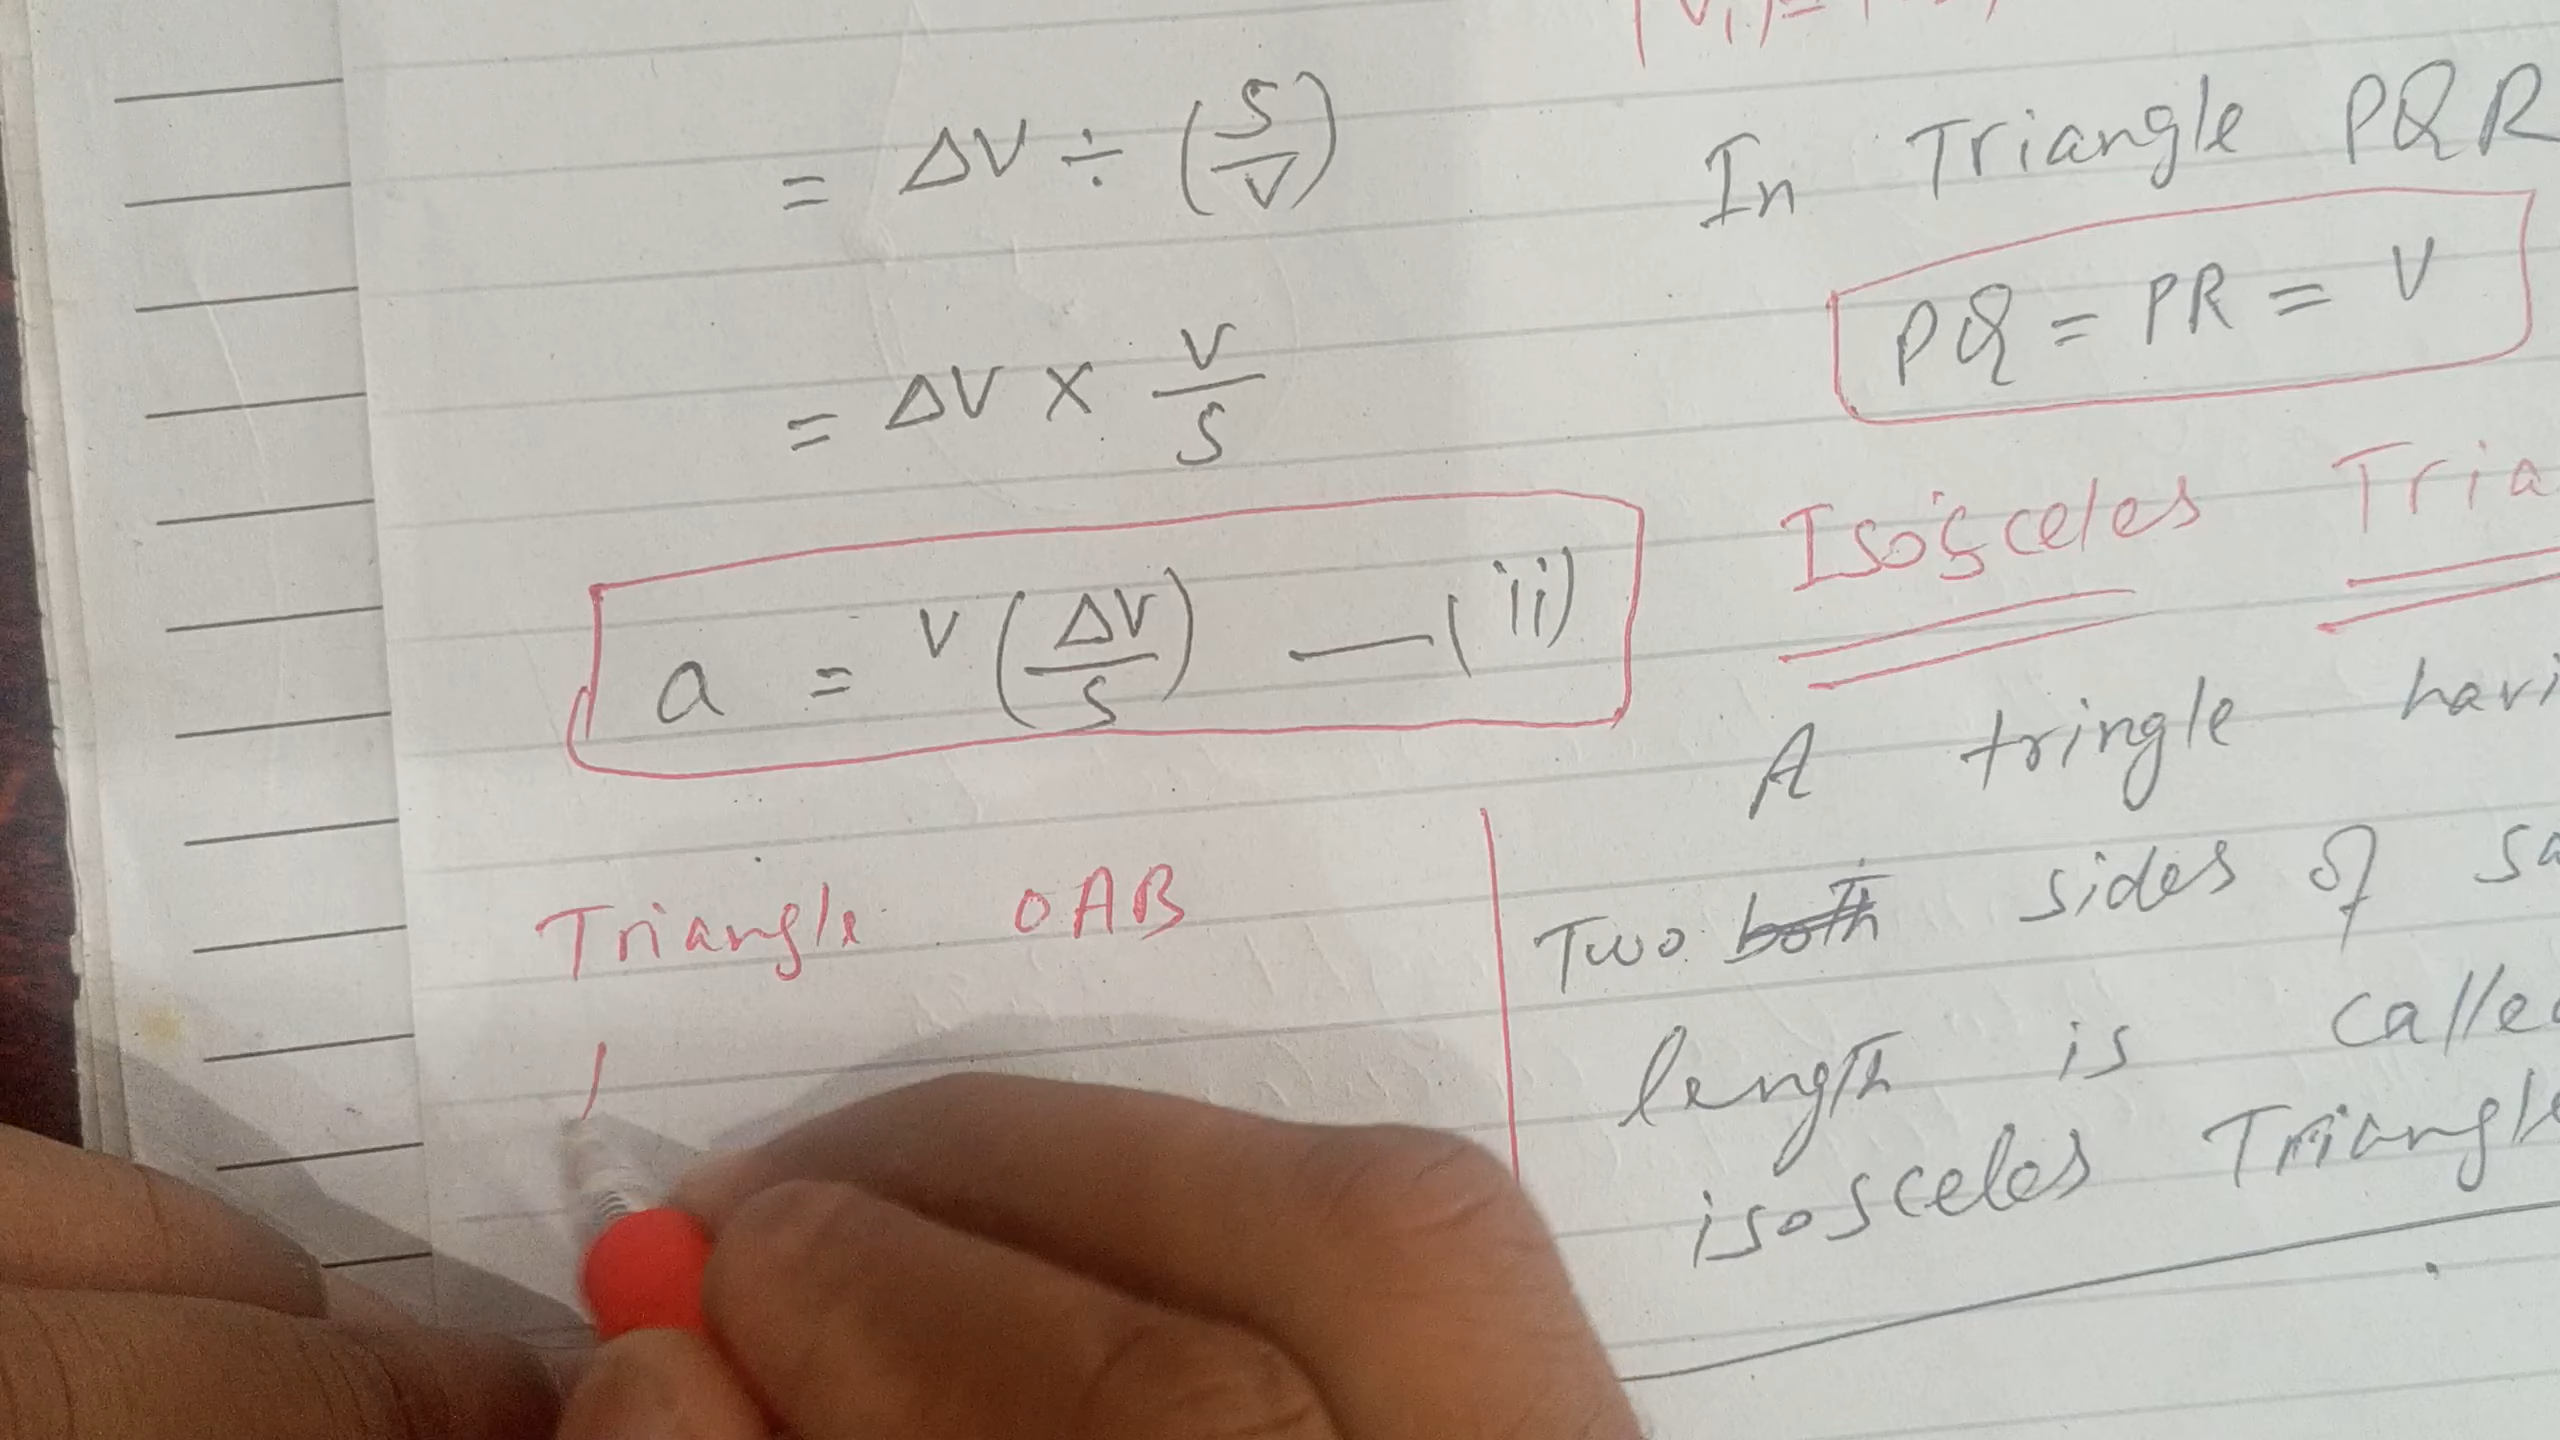 = ΔV ÷ (S/V)
= ΔV × V/S
a = V (ΔV/S) — (ii)
Triangle OAB
In Triangle PQR
PQ = PR = V
Isosceles Tria
A tringle havi
Two both sides of sa
length is called
isosceles Triangle